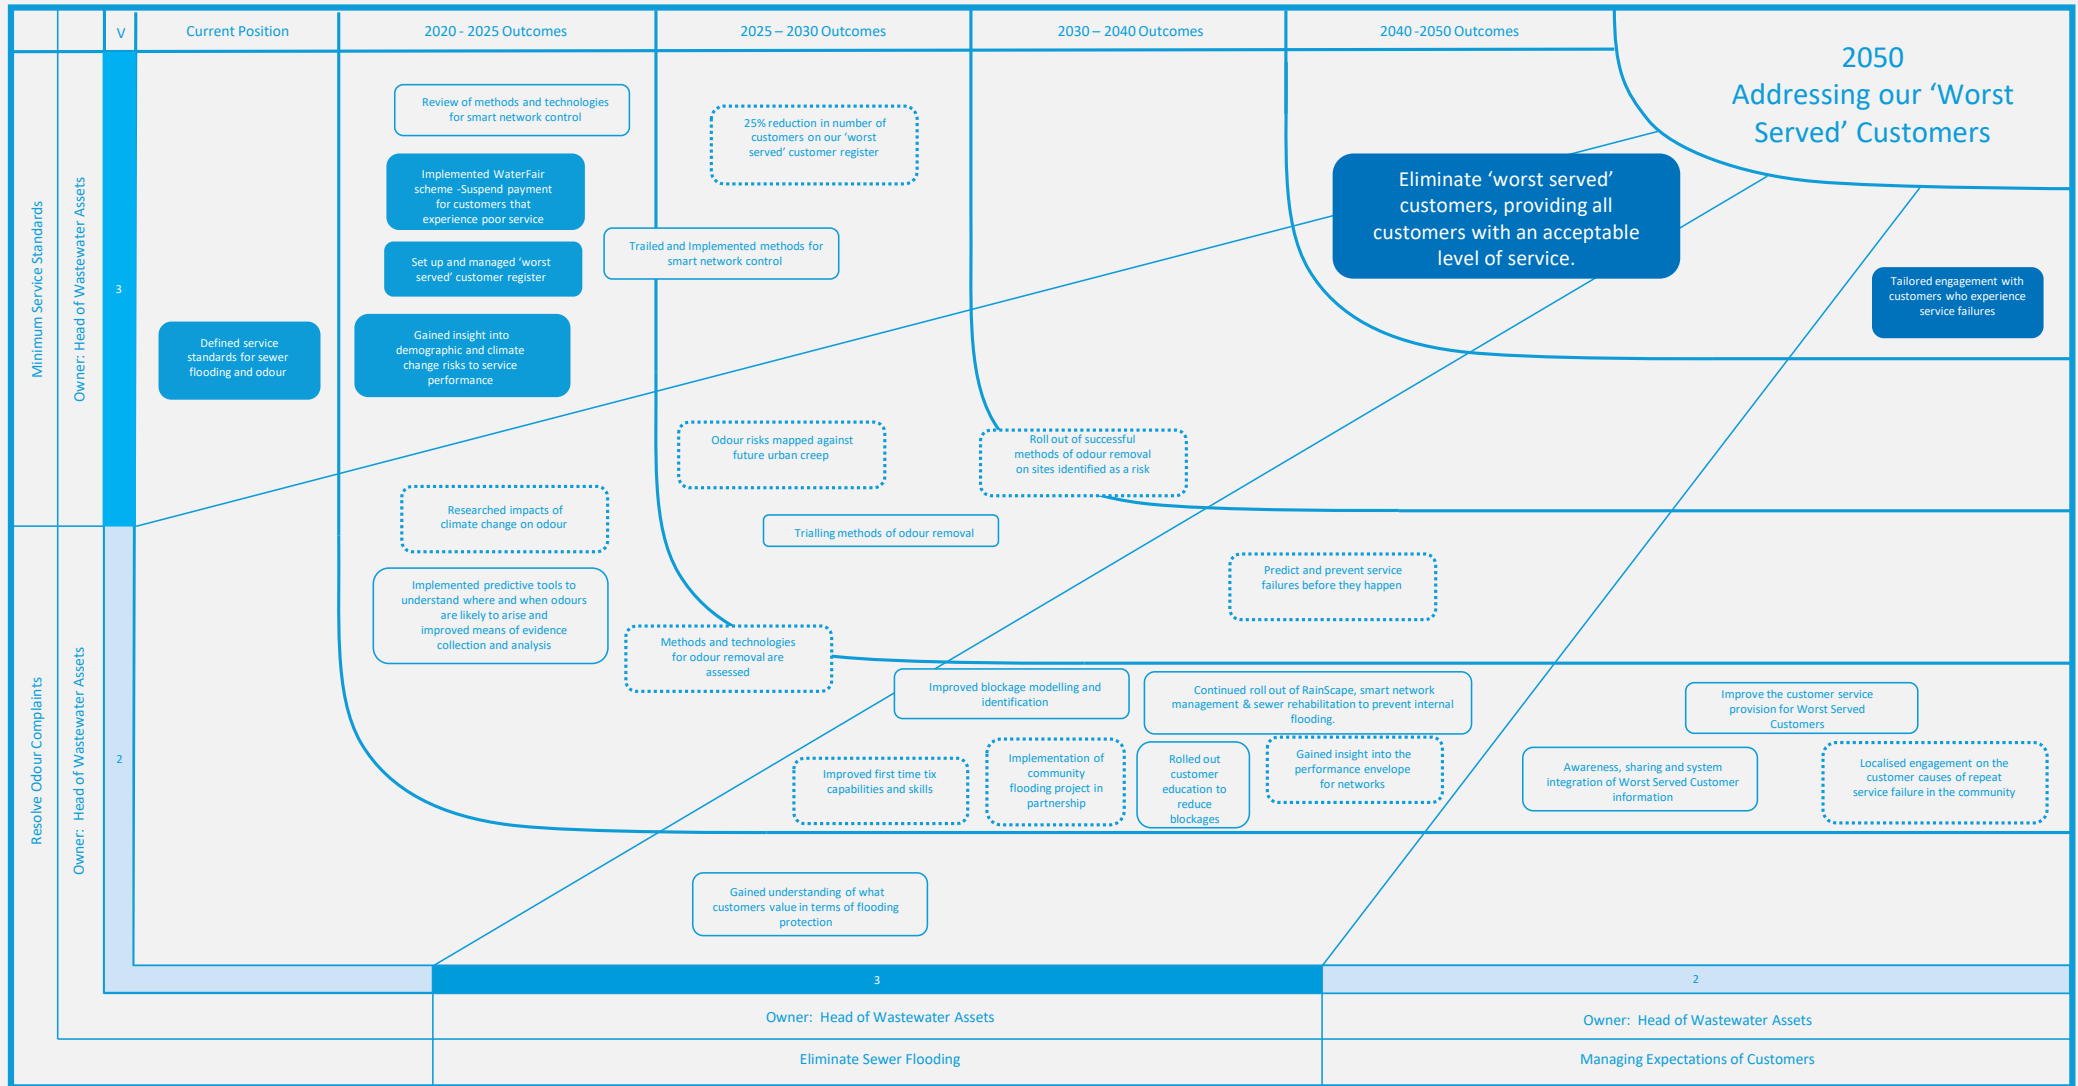 V
Current Position
2020 - 2025 Outcomes
2025 – 2030 Outcomes
2030 – 2040 Outcomes
2040 -2050 Outcomes
2050
Addressing our ‘Worst
Served’ Customers
Minimum Service Standards
Owner: Head of Wastewater Assets
3
Review of methods and technologies
for smart network control
25% reduction in number of
customers on our ‘worst
served’ customer register
Implemented WaterFair
scheme -Suspend payment
for customers that
experience poor service
Eliminate ‘worst served’
customers, providing all
customers with an acceptable
level of service.
Trailed and Implemented methods for
smart network control
Set up and managed ‘worst
served’ customer register
Tailored engagement with
customers who experience
service failures
Defined service
standards for sewer
flooding and odour
Gained insight into
demographic and climate
change risks to service
performance
Odour risks mapped against
future urban creep
Roll out of successful
methods of odour removal
on sites identified as a risk
Researched impacts of
climate change on odour
Trialling methods of odour removal
Resolve Odour Complaints
Owner:  Head of Wastewater Assets
2
Implemented predictive tools to
understand where and when odours
are likely to arise and
improved means of evidence
collection and analysis
Predict and prevent service
failures before they happen
Methods and technologies
for odour removal are
assessed
Improved blockage modelling and
identification
Continued roll out of RainScape, smart network
management & sewer rehabilitation to prevent internal
flooding.
Improve the customer service
provision for Worst Served
Customers
Improved first time tix
capabilities and skills
Implementation of
community
flooding project in
partnership
Rolled out
customer
education to
reduce
blockages
Gained insight into the
performance envelope
for networks
Awareness, sharing and system
integration of Worst Served Customer
information
Localised engagement on the
customer causes of repeat
service failure in the community
Gained understanding of what
customers value in terms of flooding
protection
3
2
Owner:  Head of Wastewater Assets
Owner:  Head of Wastewater Assets
Eliminate Sewer Flooding
Managing Expectations of Customers